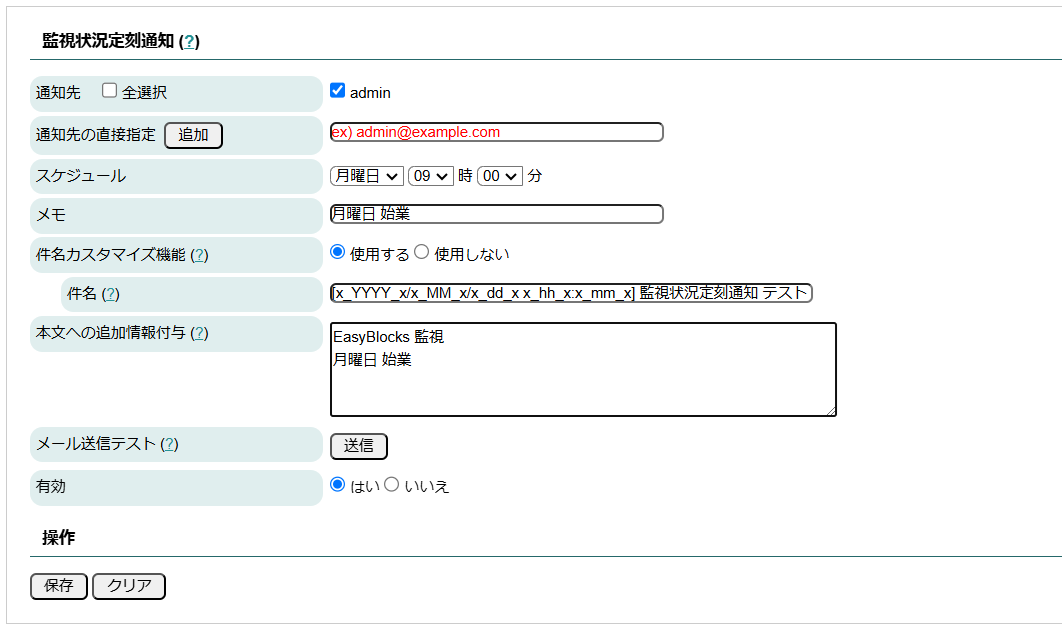 監視状況定刻通知 (?)
通知先 全選択 admin
通知先の直接指定 追加 ex) admin@example.com
スケジュール 月曜日 09 時 00 分
メモ 月曜日 始業
件名カスタマイズ機能 (?) 使用する 使用しない
件名 (?) [x_YYYY_x/x_MM_x/x_dd_x x_hh_x:x_mm_x] 監視状況定刻通知 テスト
本文への追加情報付与 (?) EasyBlocks 監視
月曜日 始業
メール送信テスト (?) 送信
有効 はい いいえ
操作
保存 クリア